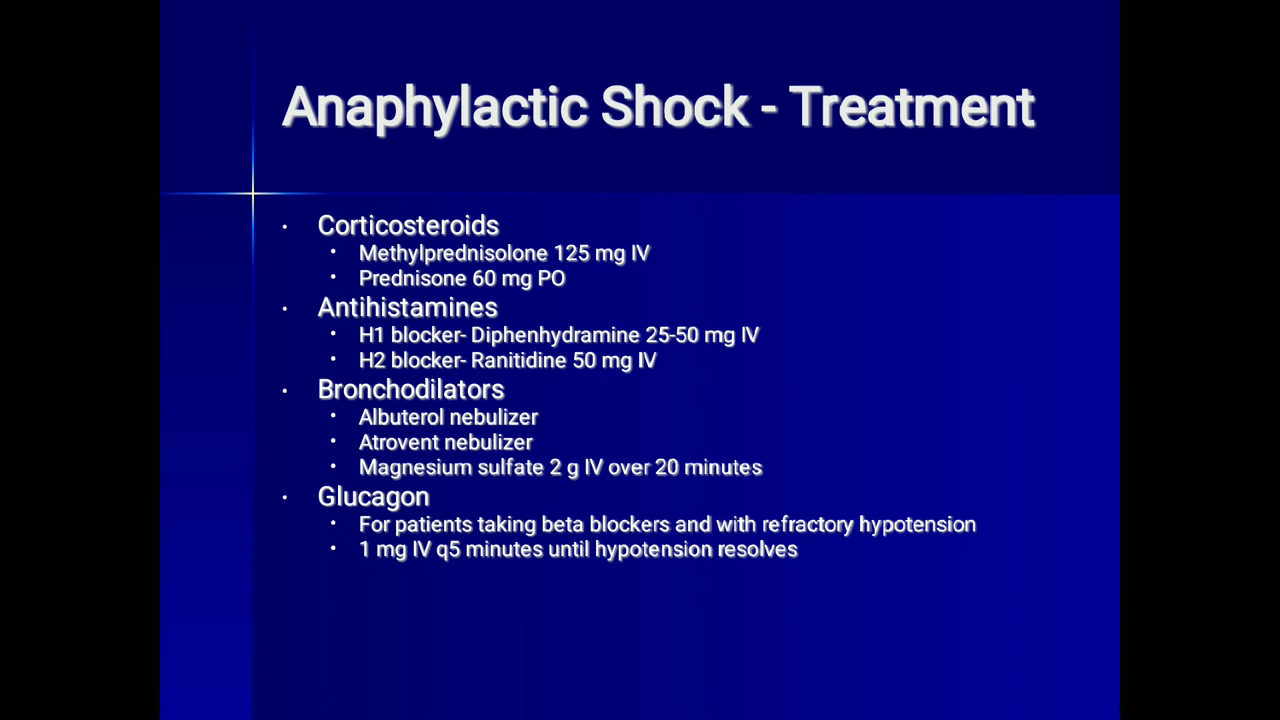 Anaphylactic Shock - Treatment
• Corticosteroids
• Methylprednisolone 125 mg IV
• Prednisone 60 mg PO
• Antihistamines
• H1 blocker- Diphenhydramine 25-50 mg IV
• H2 blocker- Ranitidine 50 mg IV
• Bronchodilators
• Albuterol nebulizer
• Atrovent nebulizer
• Magnesium sulfate 2 g IV over 20 minutes
• Glucagon
• For patients taking beta blockers and with refractory hypotension
• 1 mg IV q5 minutes until hypotension resolves